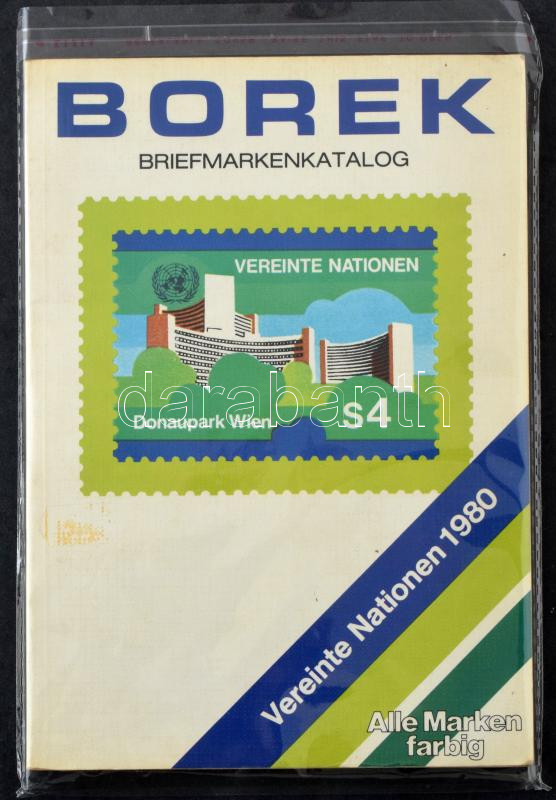 BOREK
BRIEFMARKENKATALOG
VEREINTE NATIONEN
darabanth
Donaupark Wien
S4
Vereinte Nationen 1980
Alle Marken
farbig